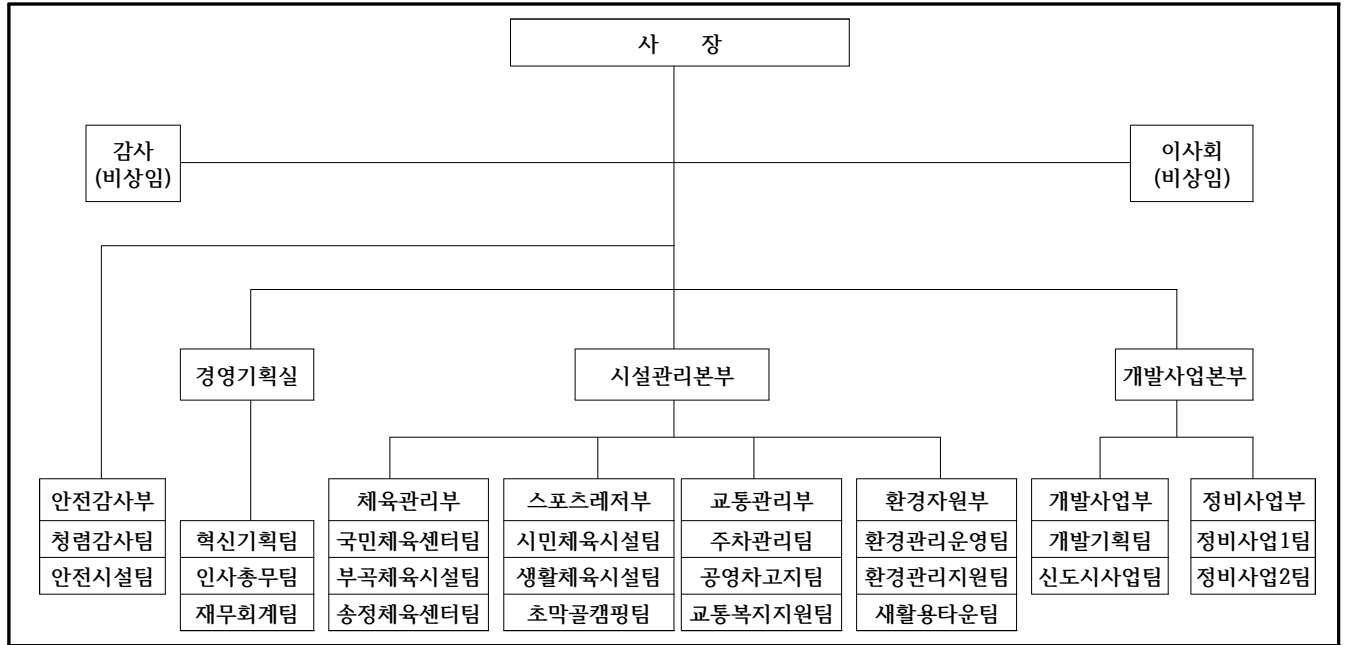 사 장
감사
(비상임)
이사회
(비상임)
경영기획실
시설관리본부
개발사업본부
안전감사부
체육관리부
스포츠레저부
교통관리부
환경자원부
개발사업부
정비사업부
청렴감사팀
혁신기획팀
국민체육센터팀
시민체육시설팀
주차관리팀
환경관리운영팀
개발기획팀
정비사업1팀
안전시설팀
인사총무팀
부곡체육시설팀
생활체육시설팀
공영차고지팀
환경관리지원팀
신도시사업팀
정비사업2팀
재무회계팀
송정체육센터팀
초막골캠핑팀
교통복지지원팀
새활용타운팀